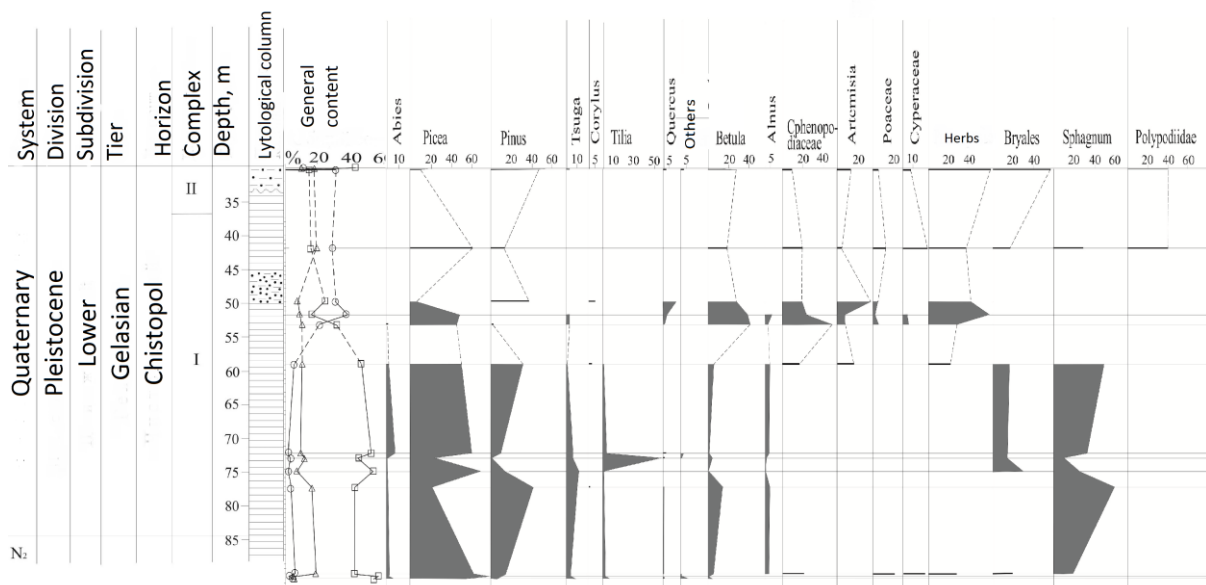 System
Division
Subdivision
Tier
Horizon
Complex
Depth, m
Lytological column
General content
Abies
Picea
Pinus
Tsuga
Corylus
Tilia
Quercus
Others
Betula
Alnus
Cphenopo-
diaceae
Artemisia
Poaceae
Cyperaceae
Herbs
Bryales
Sphagnum
Polypodiidae
% 20 40 60
10
20 40 60
20 40 60
10
5
10 20 30 40 50
5
5
20 40
5
20 40
20
20
10
20 40
20
20 40 60
20 40 60
Quaternary
Pleistocene
Lower
Gelasian
Chistopol
II
I
35
40
45
50
55
60
65
70
75
80
85
N₂